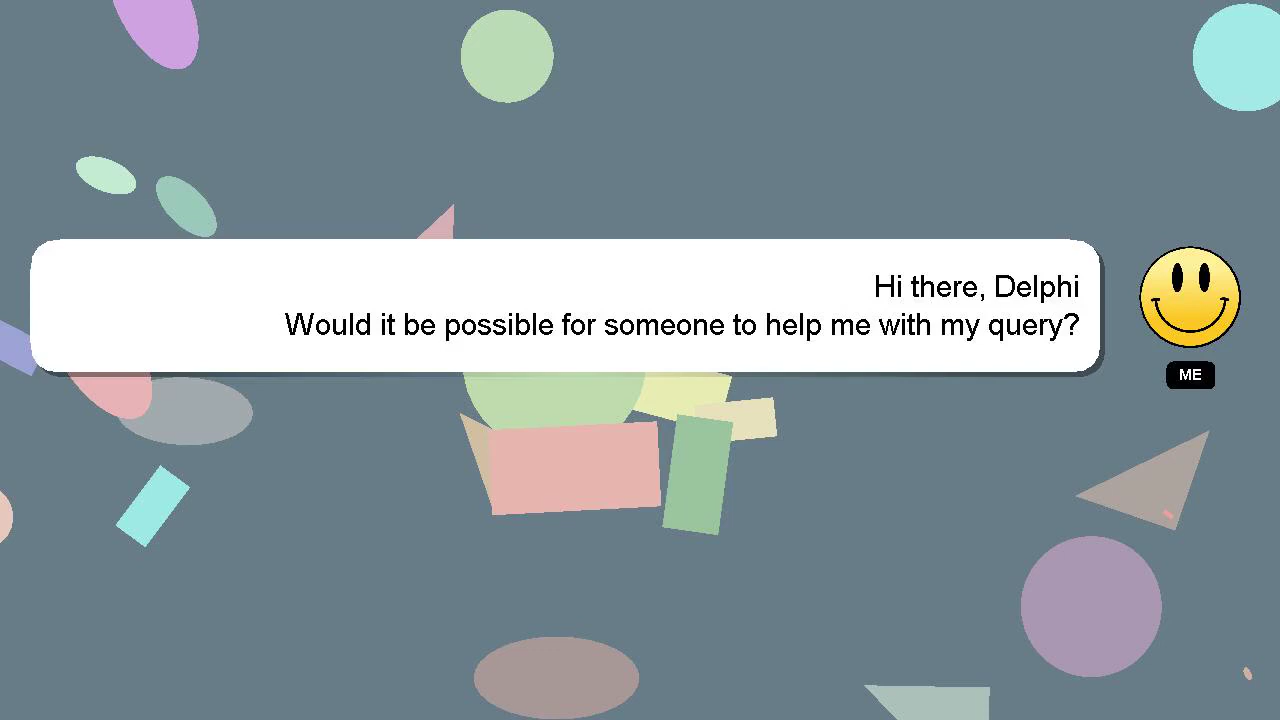 Hi there, Delphi
Would it be possible for someone to help me with my query?
ME